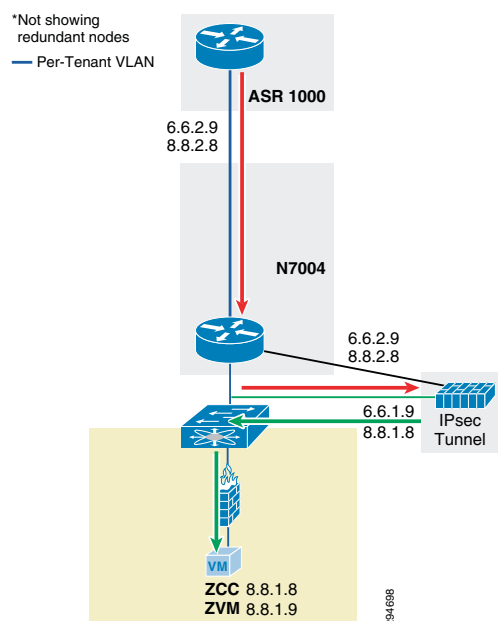 *Not showing
redundant nodes
Per-Tenant VLAN
ASR 1000
6.6.2.9
8.8.2.8
N7004
6.6.2.9
8.8.2.8
6.6.1.9
8.8.1.8
IPsec
Tunnel
VM
ZCC 8.8.1.8
ZVM 8.8.1.9